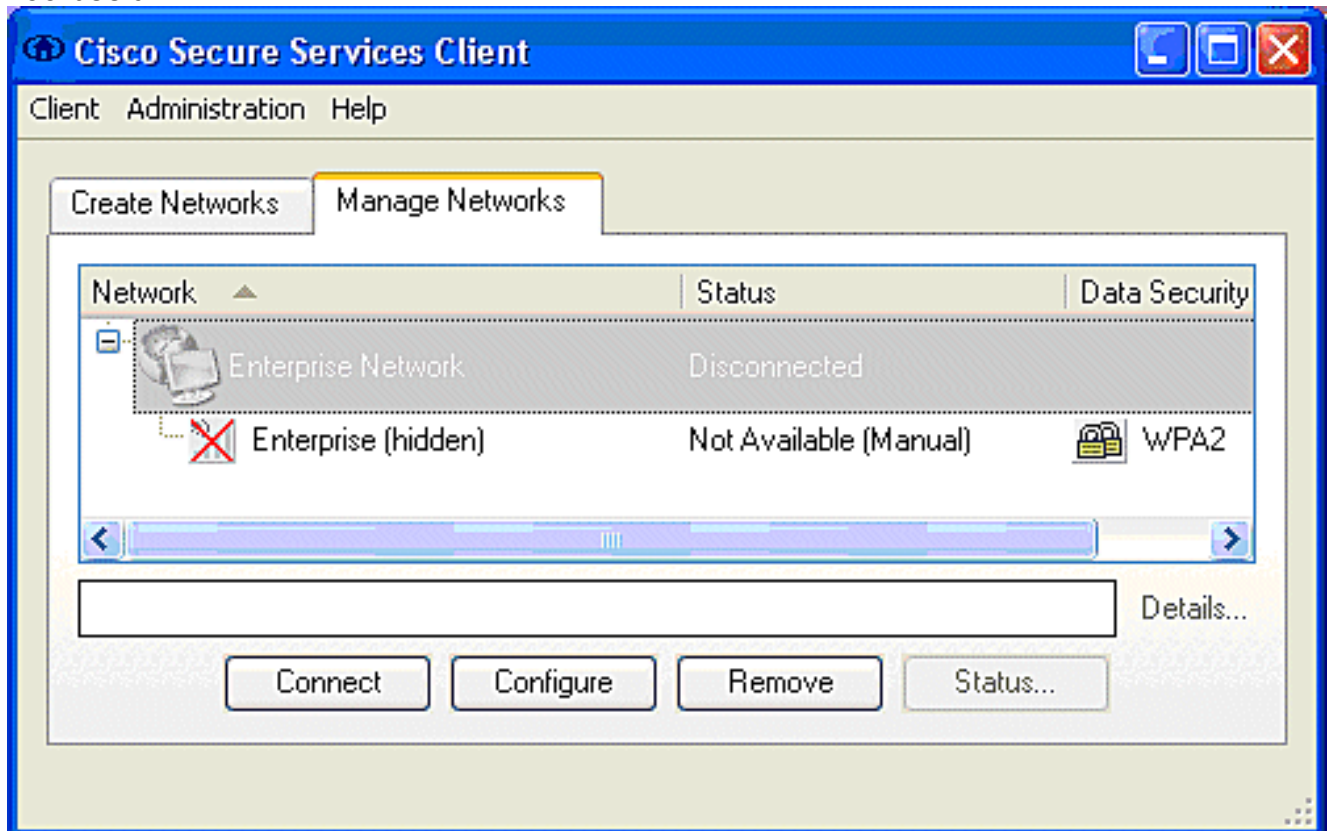 Cisco Secure Services Client
Client Administration Help
Create Networks Manage Networks
Network Status Data Security
Enterprise Network Disconnected
Enterprise (hidden) Not Available (Manual) WPA2
Details...
Connect Configure Remove Status...